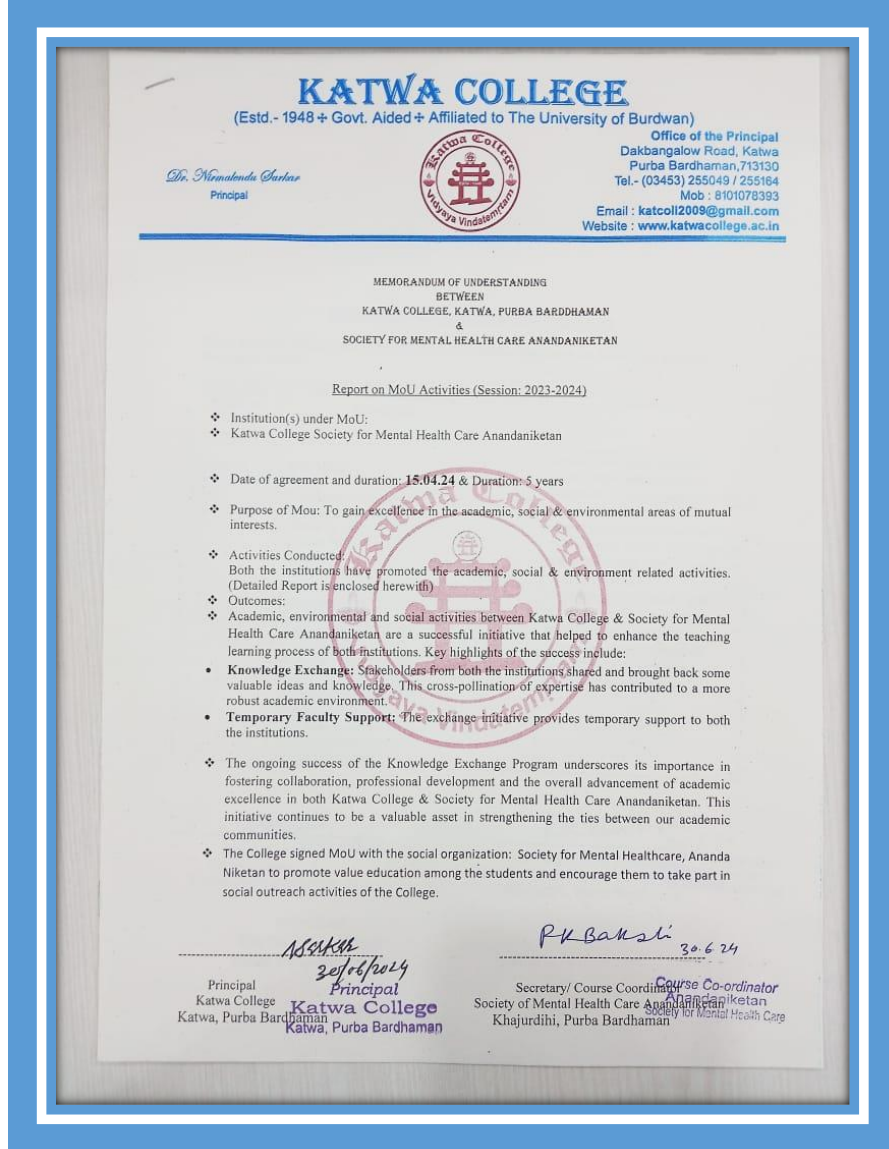 KATWA COLLEGE
(Estd.- 1948 ÷ Govt. Aided ÷ Affiliated to The University of Burdwan)
Dr. Nirmalendu Sarkar
Principal
Katwa College
Vidyaya Vindatemrtam
Office of the Principal
Dakbangalow Road, Katwa
Purba Bardhaman,713130
Tel.- (03453) 255049 / 255164
Mob : 8101078393
Email : katcoll2009@gmail.com
Website : www.katwacollege.ac.in
MEMORANDUM OF UNDERSTANDING
BETWEEN
KATWA COLLEGE, KATWA, PURBA BARDDHAMAN
&
SOCIETY FOR MENTAL HEALTH CARE ANANDANIKETAN
Report on MoU Activities (Session: 2023-2024)
❖ Institution(s) under MoU:
❖ Katwa College Society for Mental Health Care Anandaniketan
❖ Date of agreement and duration: 15.04.24 & Duration: 5 years
❖ Purpose of Mou: To gain excellence in the academic, social & environmental areas of mutual
interests.
❖ Activities Conducted:
Both the institutions have promoted the academic, social & environment related activities.
(Detailed Report is enclosed herewith)
❖ Outcomes:
❖ Academic, environmental and social activities between Katwa College & Society for Mental
Health Care Anandaniketan are a successful initiative that helped to enhance the teaching
learning process of both institutions. Key highlights of the success include:
• Knowledge Exchange: Stakeholders from both the institutions shared and brought back some
valuable ideas and knowledge. This cross-pollination of expertise has contributed to a more
robust academic environment.
• Temporary Faculty Support: The exchange initiative provides temporary support to both
the institutions.
❖ The ongoing success of the Knowledge Exchange Program underscores its importance in
fostering collaboration, professional development and the overall advancement of academic
excellence in both Katwa College & Society for Mental Health Care Anandaniketan. This
initiative continues to be a valuable asset in strengthening the ties between our academic
communities.
❖ The College signed MoU with the social organization: Society for Mental Healthcare, Ananda
Niketan to promote value education among the students and encourage them to take part in
social outreach activities of the College.
Katwa College
Vidyaya Vindatemrtam
NSarkar
30/06/2024
Principal
Katwa College
Katwa, Purba Bardhaman
Principal
Katwa College
Katwa, Purba Bardhaman
PKBakshi
30.6.24
Secretary/ Course Coordinator
Society of Mental Health Care Anandaniketan
Khajurdihi, Purba Bardhaman
Course Co-ordinator
Anandaniketan
Society for Mental Health Care